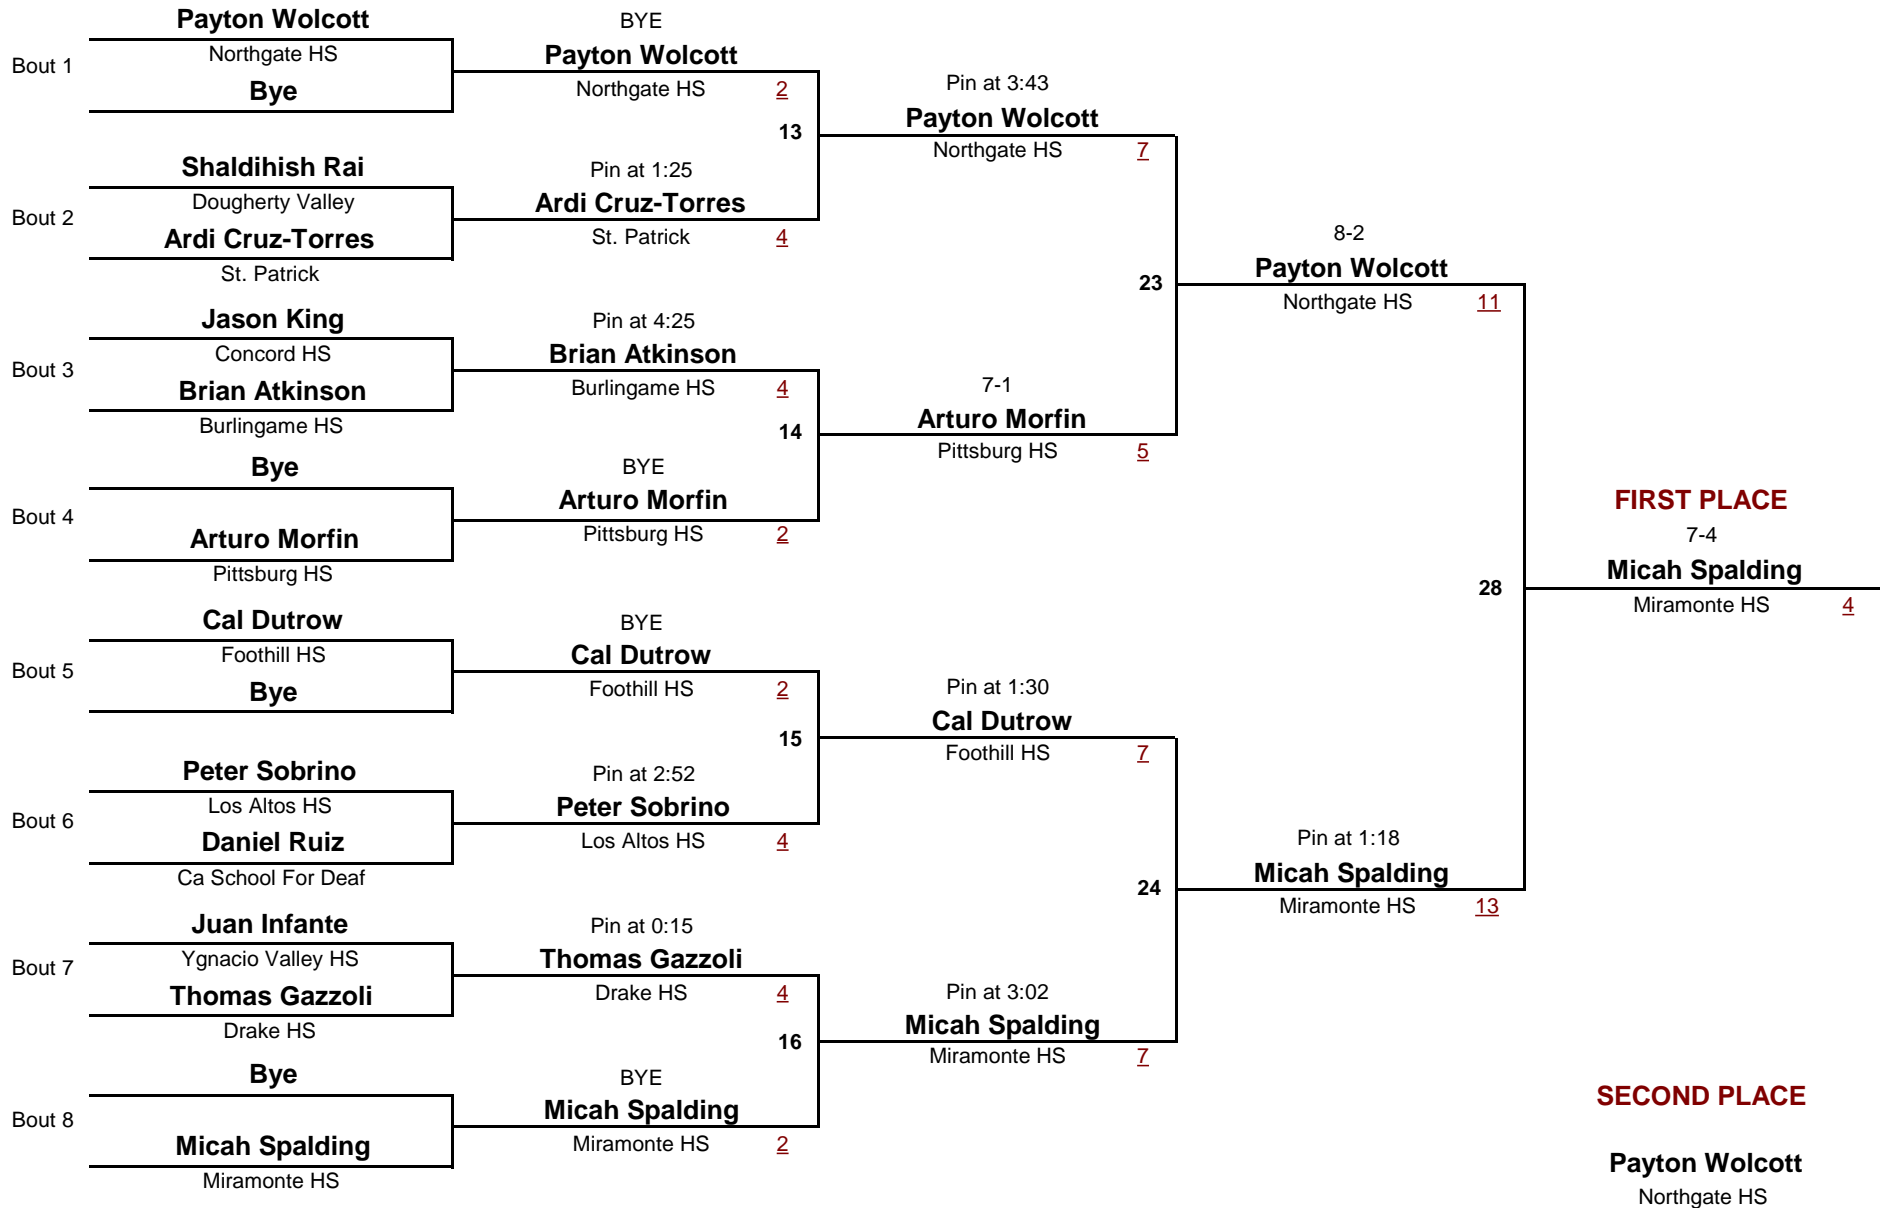 Payton Wolcott
Northgate HS
Bout 1
Bye
Shaldihish Rai
Dougherty Valley
Bout 2
Ardi Cruz-Torres
St. Patrick
Jason King
Concord HS
Bout 3
Brian Atkinson
Burlingame HS
Bye
Bout 4
Arturo Morfin
Pittsburg HS
Cal Dutrow
Foothill HS
Bout 5
Bye
Peter Sobrino
Los Altos HS
Bout 6
Daniel Ruiz
Ca School For Deaf
Juan Infante
Ygnacio Valley HS
Bout 7
Thomas Gazzoli
Drake HS
Bye
Bout 8
Micah Spalding
Miramonte HS
BYE
Payton Wolcott
Northgate HS 2
13
Pin at 1:25
Ardi Cruz-Torres
St. Patrick 4
Pin at 4:25
Brian Atkinson
Burlingame HS 4
14
BYE
Arturo Morfin
Pittsburg HS 2
BYE
Cal Dutrow
Foothill HS 2
15
Pin at 2:52
Peter Sobrino
Los Altos HS 4
Pin at 0:15
Thomas Gazzoli
Drake HS 4
16
BYE
Micah Spalding
Miramonte HS 2
Pin at 3:43
Payton Wolcott
Northgate HS 7
23
7-1
Arturo Morfin
Pittsburg HS 5
Pin at 1:30
Cal Dutrow
Foothill HS 7
24
Pin at 3:02
Micah Spalding
Miramonte HS 7
8-2
Payton Wolcott
Northgate HS 11
28
Pin at 1:18
Micah Spalding
Miramonte HS 13
FIRST PLACE
7-4
Micah Spalding
Miramonte HS 4
SECOND PLACE
Payton Wolcott
Northgate HS